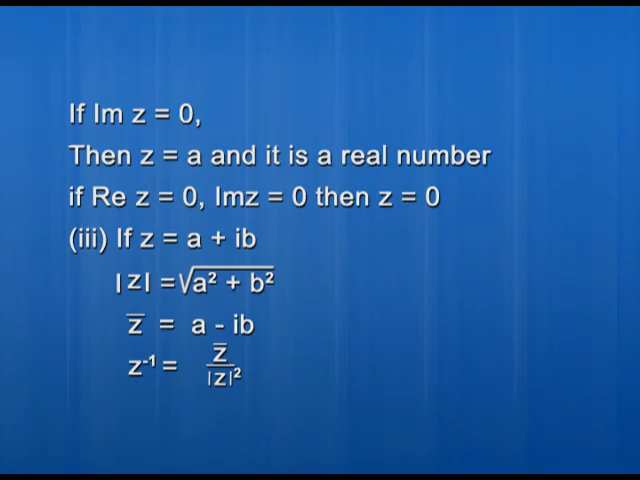 If Im z = 0,
Then z = a and it is a real number
if Re z = 0, Imz = 0 then z = 0
(iii) If z = a + ib
|z| = √a² + b²
z̅ = a - ib
z⁻¹ = z̅ / |z|²